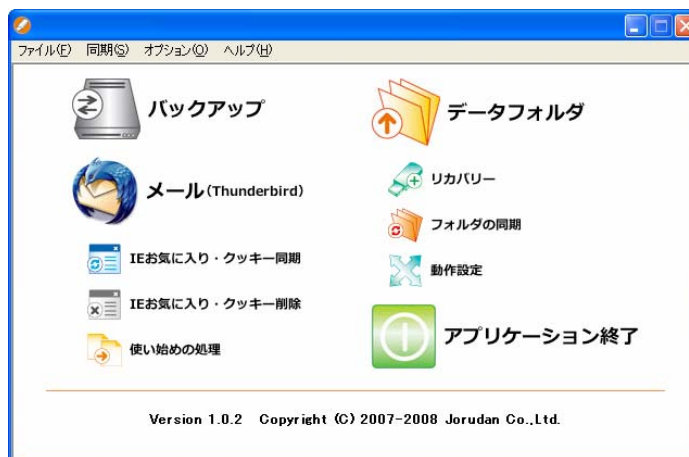 ファイル(F) 同期(S) オプション(O) ヘルプ(H)
バックアップ
データフォルダ
メール(Thunderbird)
リカバリー
フォルダの同期
IEお気に入り・クッキー同期
動作設定
IEお気に入り・クッキー削除
使い始めの処理
アプリケーション終了
Version 1.0.2 Copyright (C) 2007-2008 Jorudan Co.,Ltd.